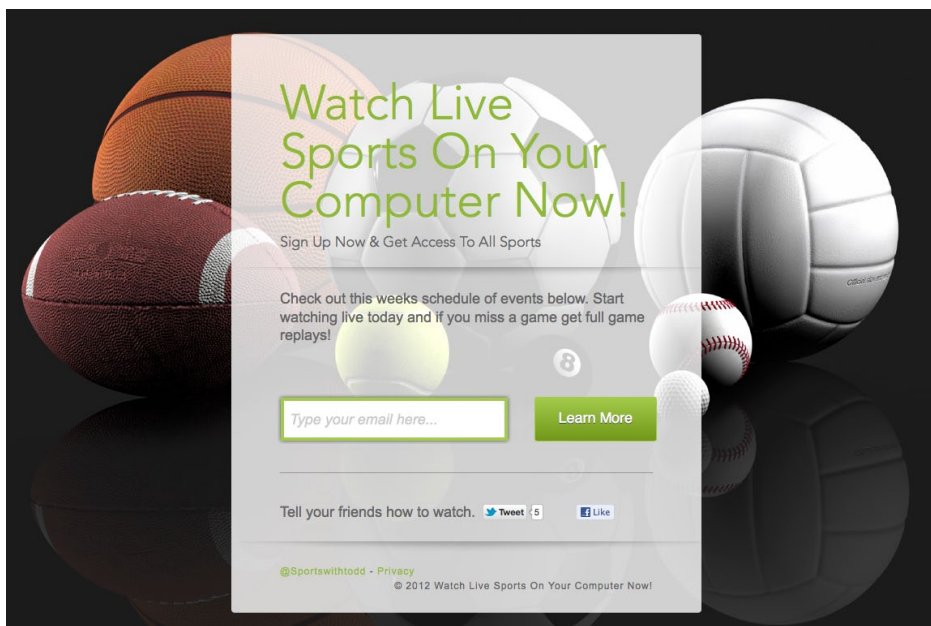 Watch Live
Sports On Your
Computer Now!
Sign Up Now & Get Access To All Sports
Check out this weeks schedule of events below. Start
watching live today and if you miss a game get full game
replays!
8
Type your email here...
Learn More
Tell your friends how to watch.
Tweet 5
Like
@Sportswithtodd - Privacy
© 2012 Watch Live Sports On Your Computer Now!